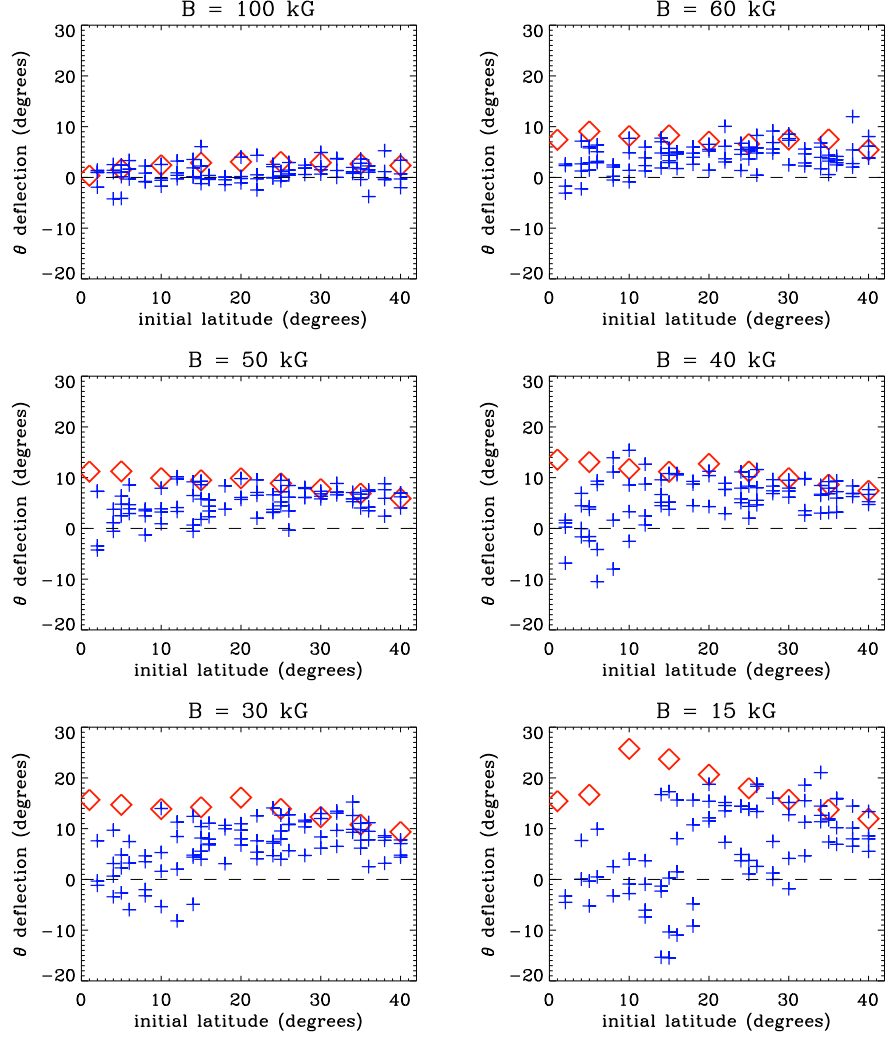 B = 100 kG
θ deflection (degrees)
30
20
10
0
−10
−20
0 10 20 30 40
initial latitude (degrees)
B = 60 kG
θ deflection (degrees)
30
20
10
0
−10
−20
0 10 20 30 40
initial latitude (degrees)
B = 50 kG
θ deflection (degrees)
30
20
10
0
−10
−20
0 10 20 30 40
initial latitude (degrees)
B = 40 kG
θ deflection (degrees)
30
20
10
0
−10
−20
0 10 20 30 40
initial latitude (degrees)
B = 30 kG
θ deflection (degrees)
30
20
10
0
−10
−20
0 10 20 30 40
initial latitude (degrees)
B = 15 kG
θ deflection (degrees)
30
20
10
0
−10
−20
0 10 20 30 40
initial latitude (degrees)